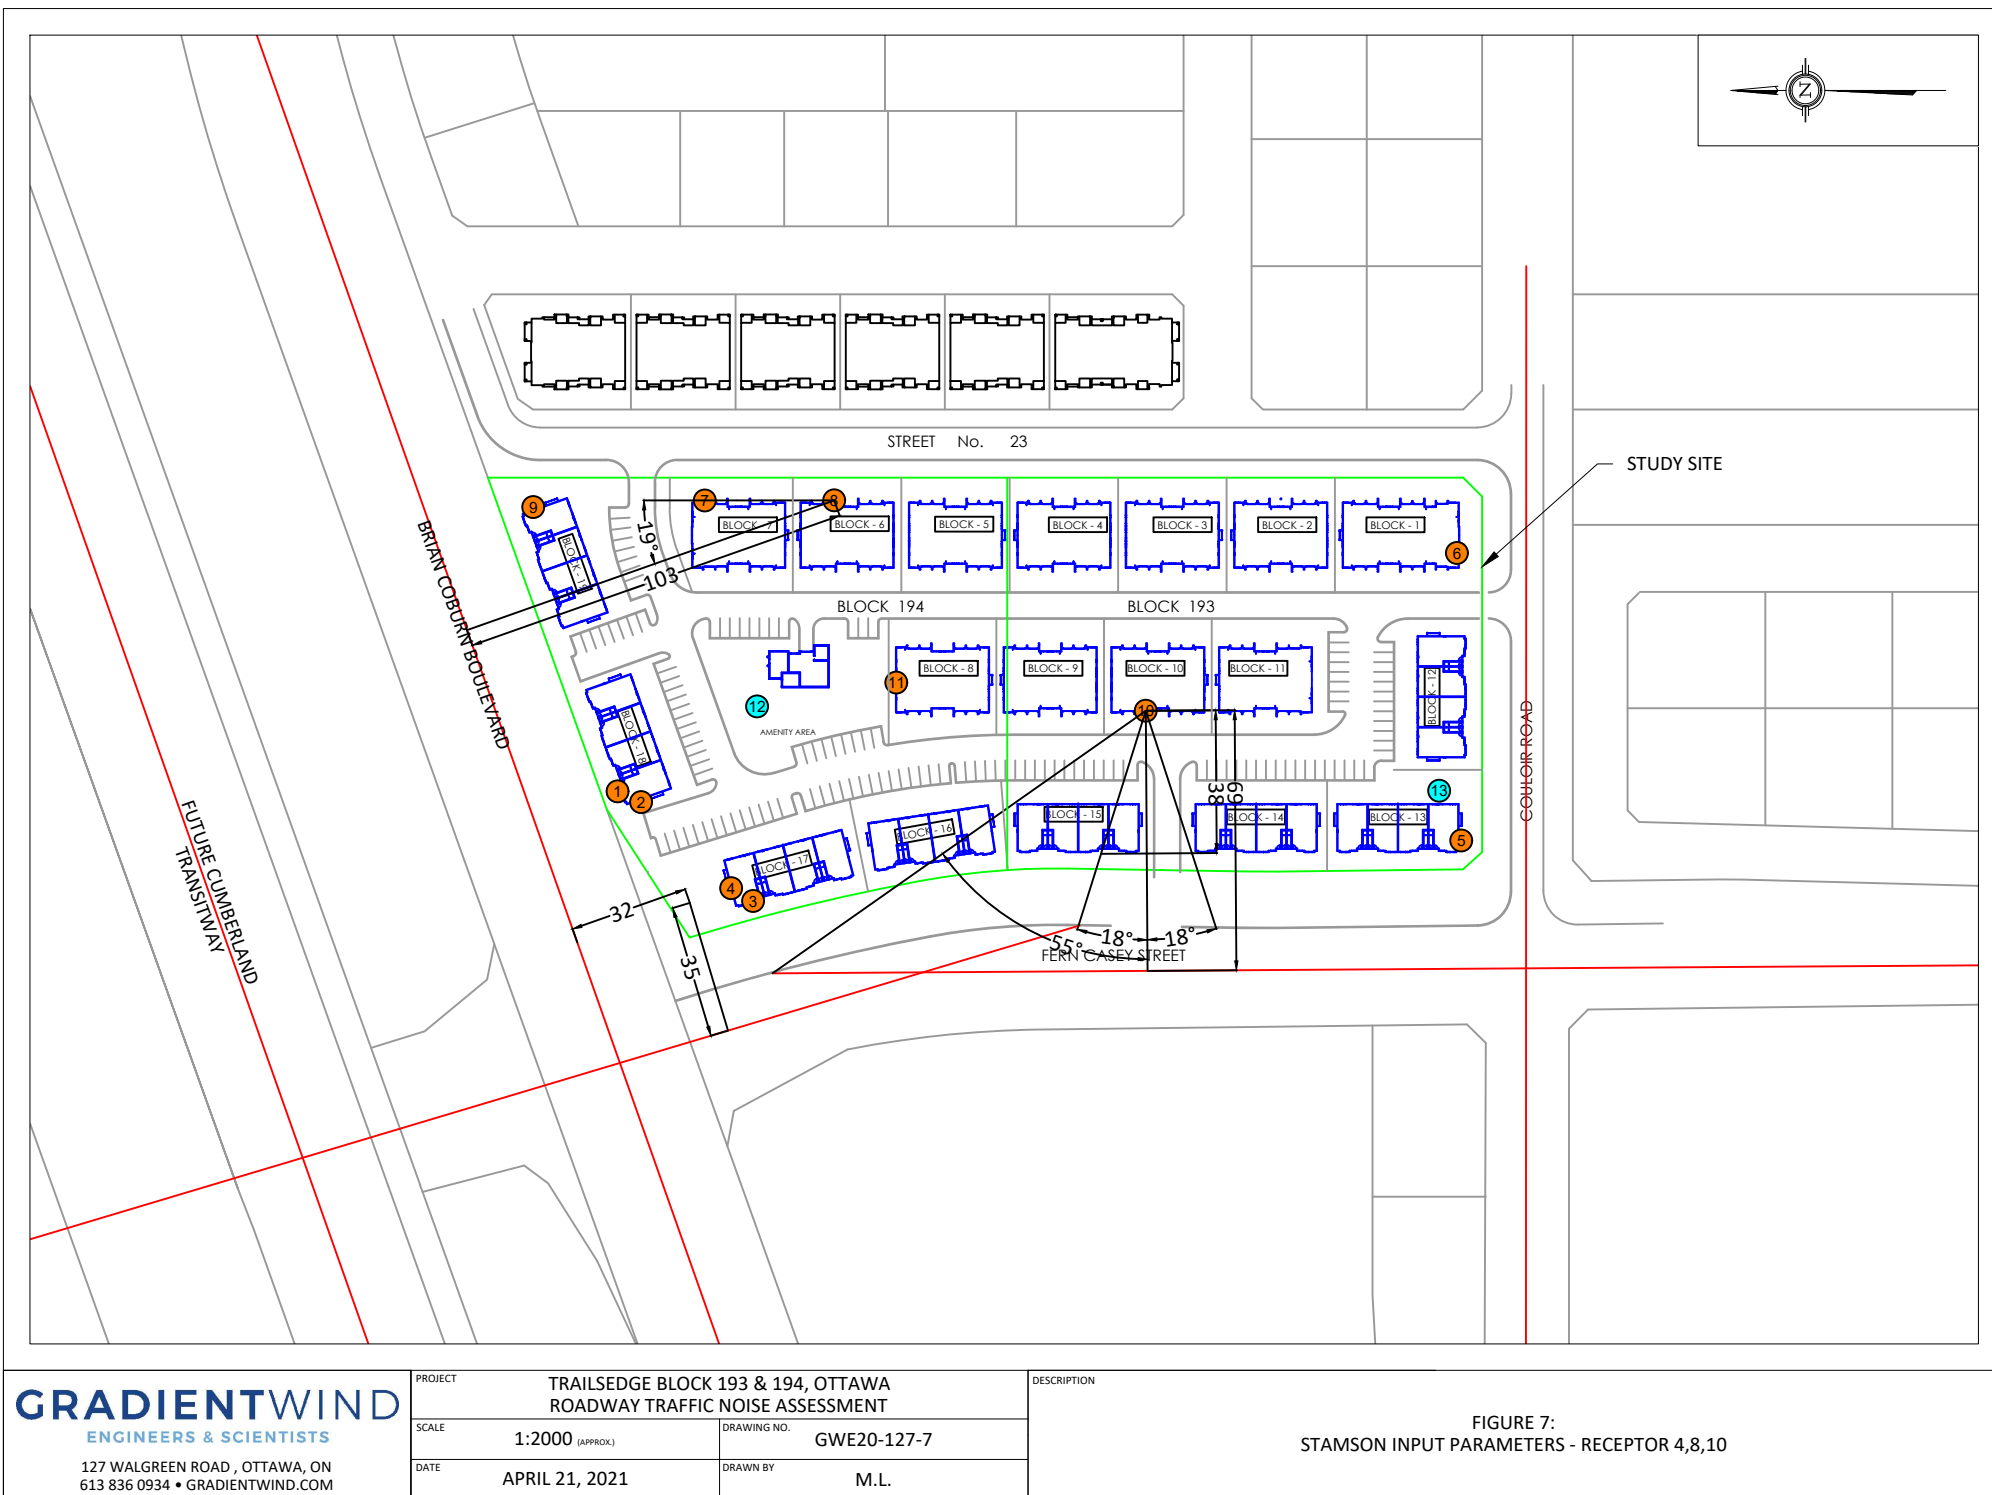 N
STREET No. 23
STUDY SITE
9
7
8
6
BLOCK - 7
BLOCK - 6
BLOCK - 5
BLOCK - 4
BLOCK - 3
BLOCK - 2
BLOCK - 1
BLOCK - 19
19°
103
BRIAN COBURN BOULEVARD
BLOCK 194
BLOCK 193
BLOCK - 8
BLOCK - 9
BLOCK - 10
BLOCK - 11
BLOCK - 12
11
12
10
AMENITY AREA
BLOCK - 18
1
2
38
69
13
COULOIR ROAD
BLOCK - 17
BLOCK - 16
BLOCK - 15
BLOCK - 14
BLOCK - 13
5
4
3
FUTURE CUMBERLAND
TRANSITWAY
32
35
55°
18°
18°
FERN CASEY STREET
GRADIENTWIND
ENGINEERS & SCIENTISTS
127 WALGREEN ROAD , OTTAWA, ON
613 836 0934 • GRADIENTWIND.COM
PROJECT
TRAILSEDGE BLOCK 193 & 194, OTTAWA
ROADWAY TRAFFIC NOISE ASSESSMENT
SCALE
1:2000 (APPROX.)
DRAWING NO.
GWE20-127-7
DATE
APRIL 21, 2021
DRAWN BY
M.L.
DESCRIPTION
FIGURE 7:
STAMSON INPUT PARAMETERS - RECEPTOR 4,8,10